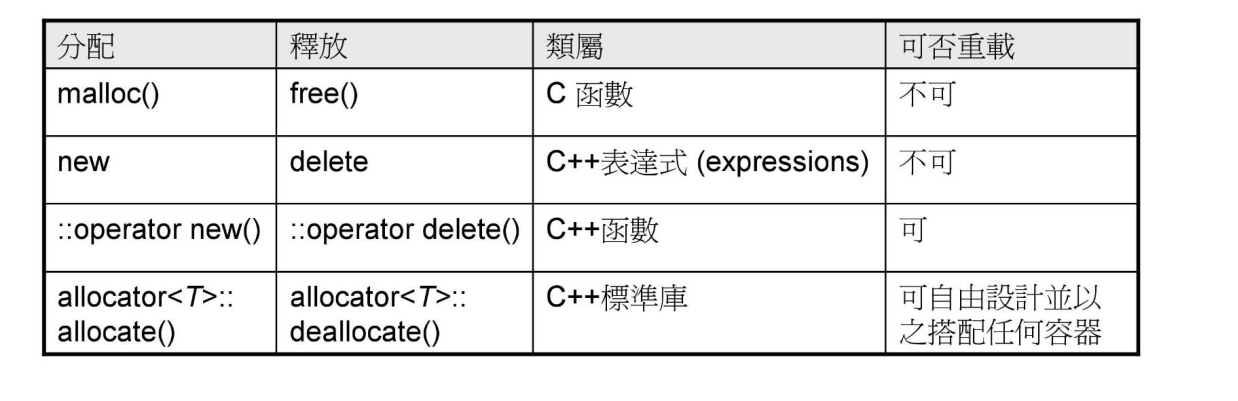 分配 釋放 類屬 可否重載
malloc() free() C 函數 不可
new delete C++表達式 (expressions) 不可
::operator new() ::operator delete() C++函數 可
allocator<T>:: allocator<T>:: C++標準庫 可自由設計並以
allocate() deallocate() 之搭配任何容器